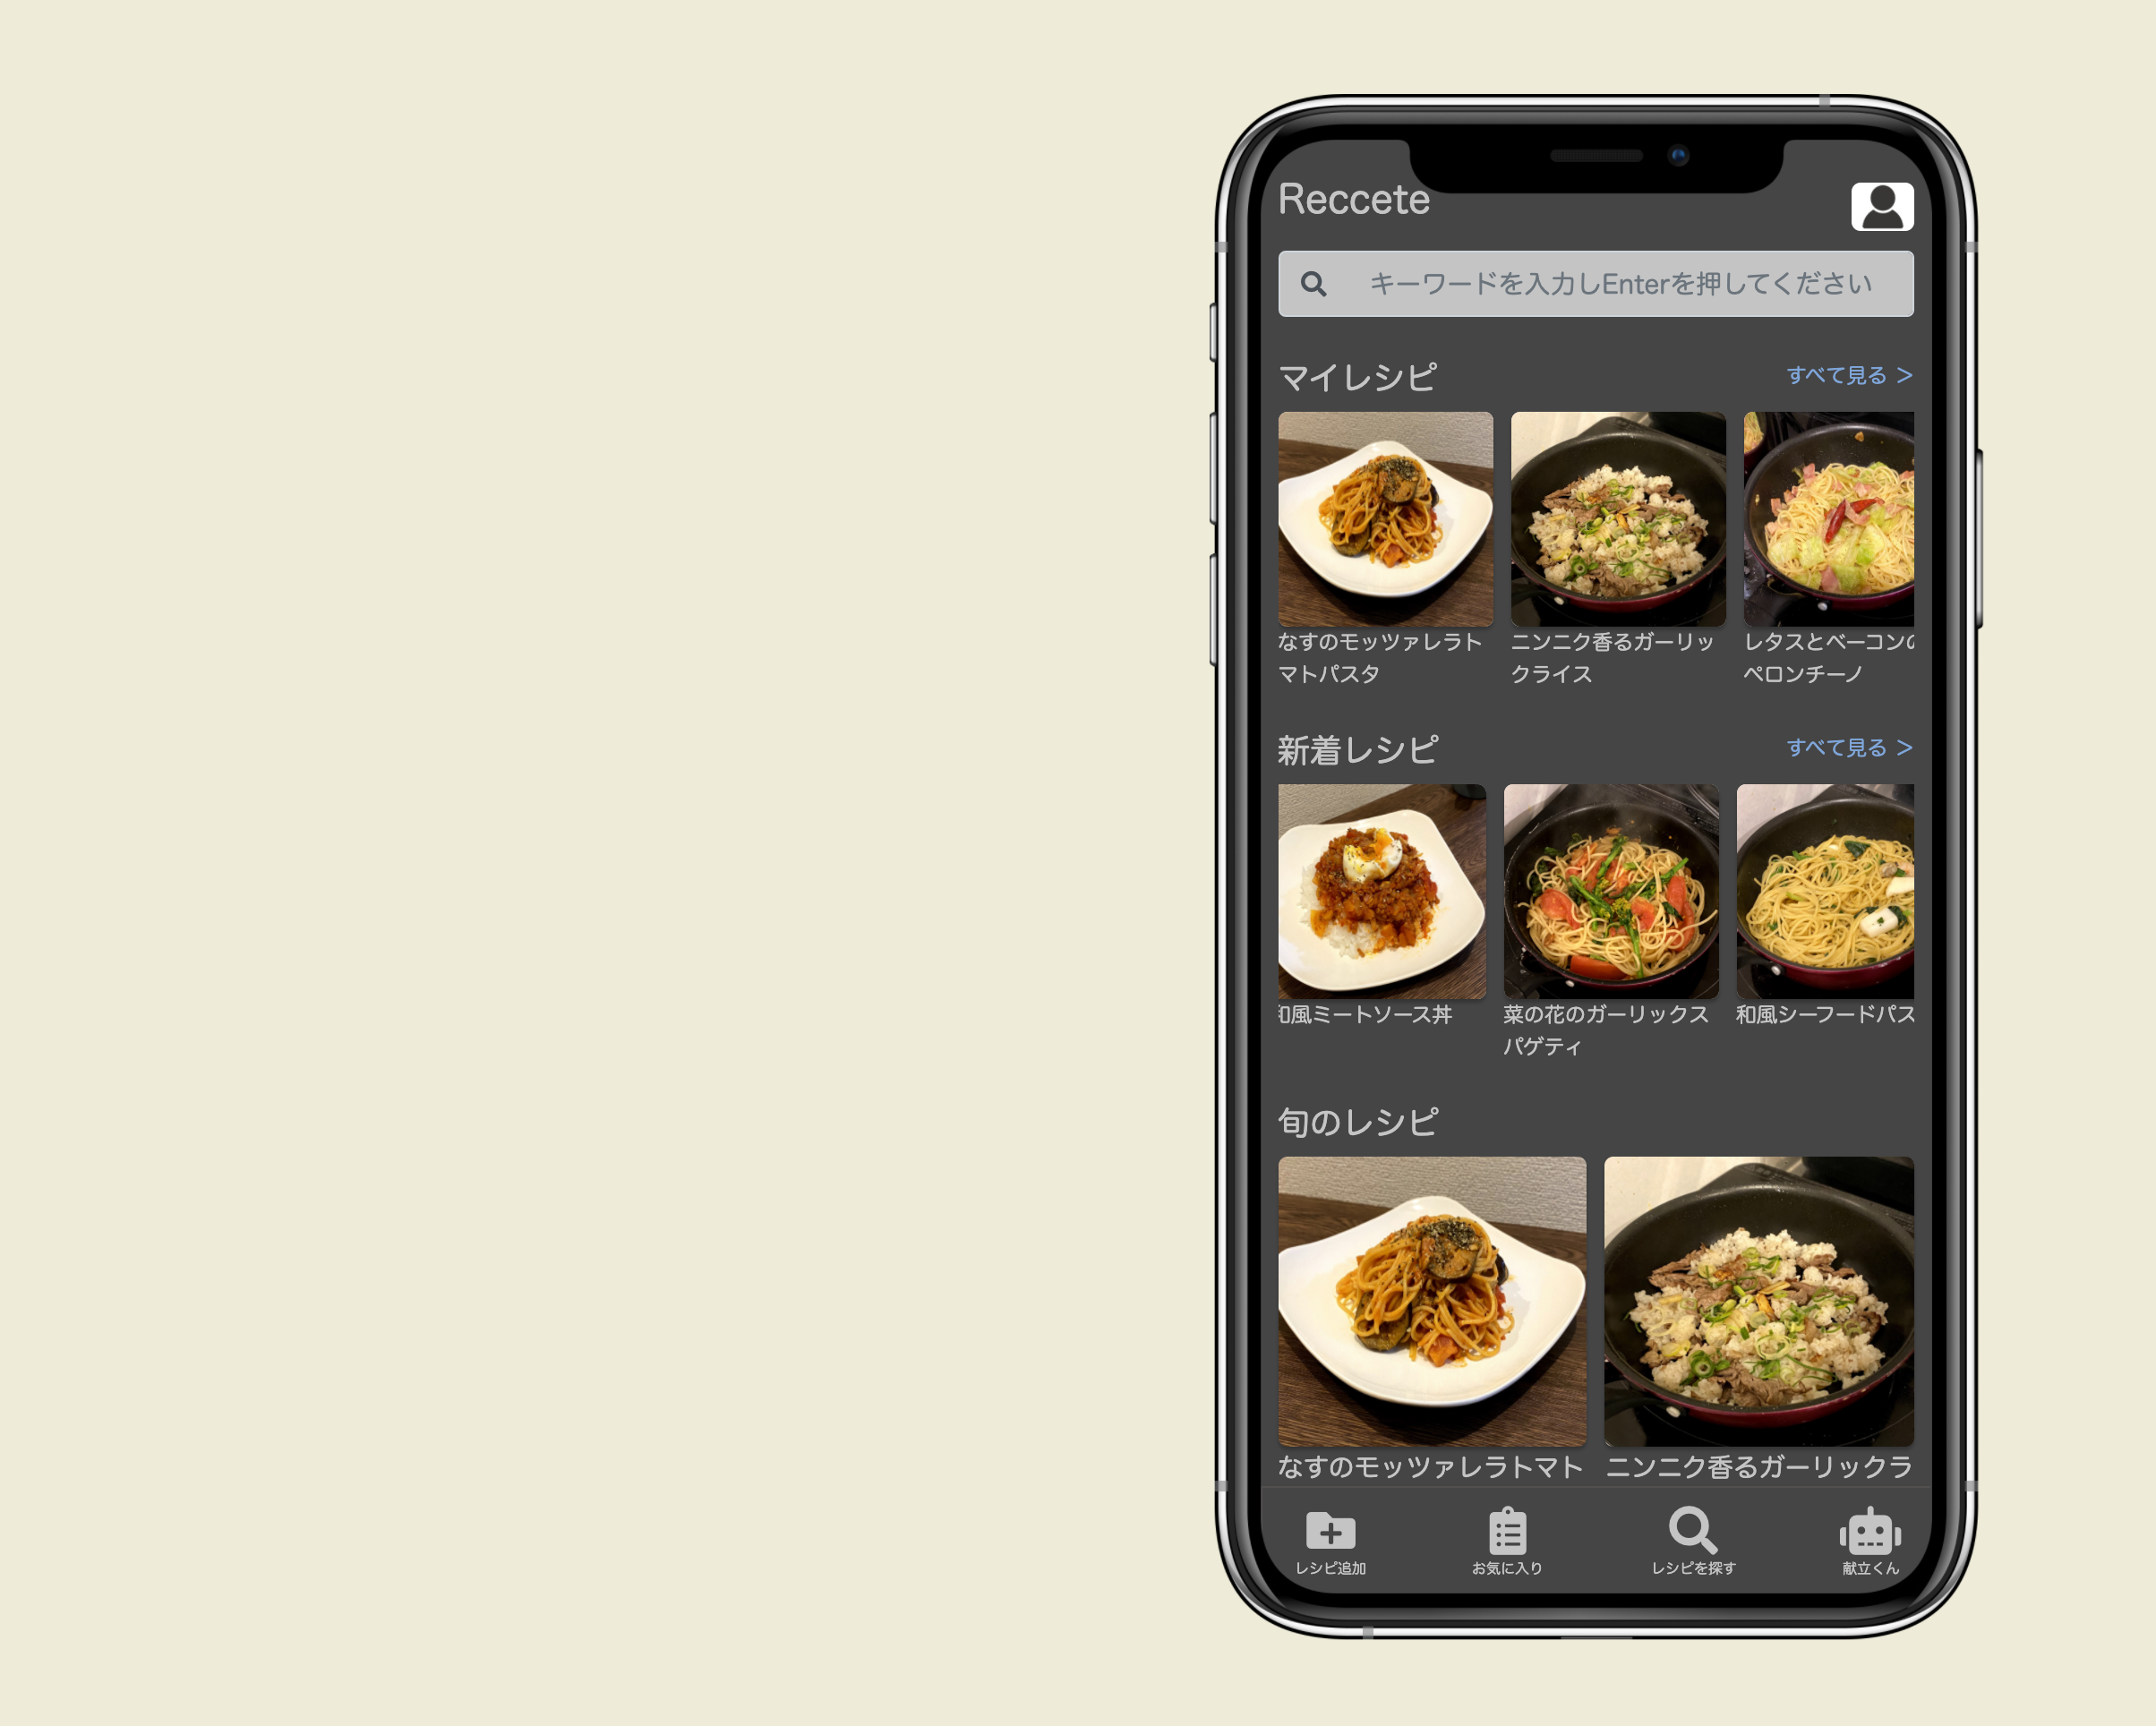 Reccete
キーワードを入力しEnterを押してください
マイレシピ
すべて見る >
なすのモッツァレラト
マトパスタ
ニンニク香るガーリッ
クライス
レタスとベーコンの
ペロンチーノ
新着レシピ
すべて見る >
和風ミートソース丼
菜の花のガーリックス
パゲティ
和風シーフードパス
旬のレシピ
なすのモッツァレラトマト
ニンニク香るガーリックラ
レシピ追加
お気に入り
レシピを探す
献立くん